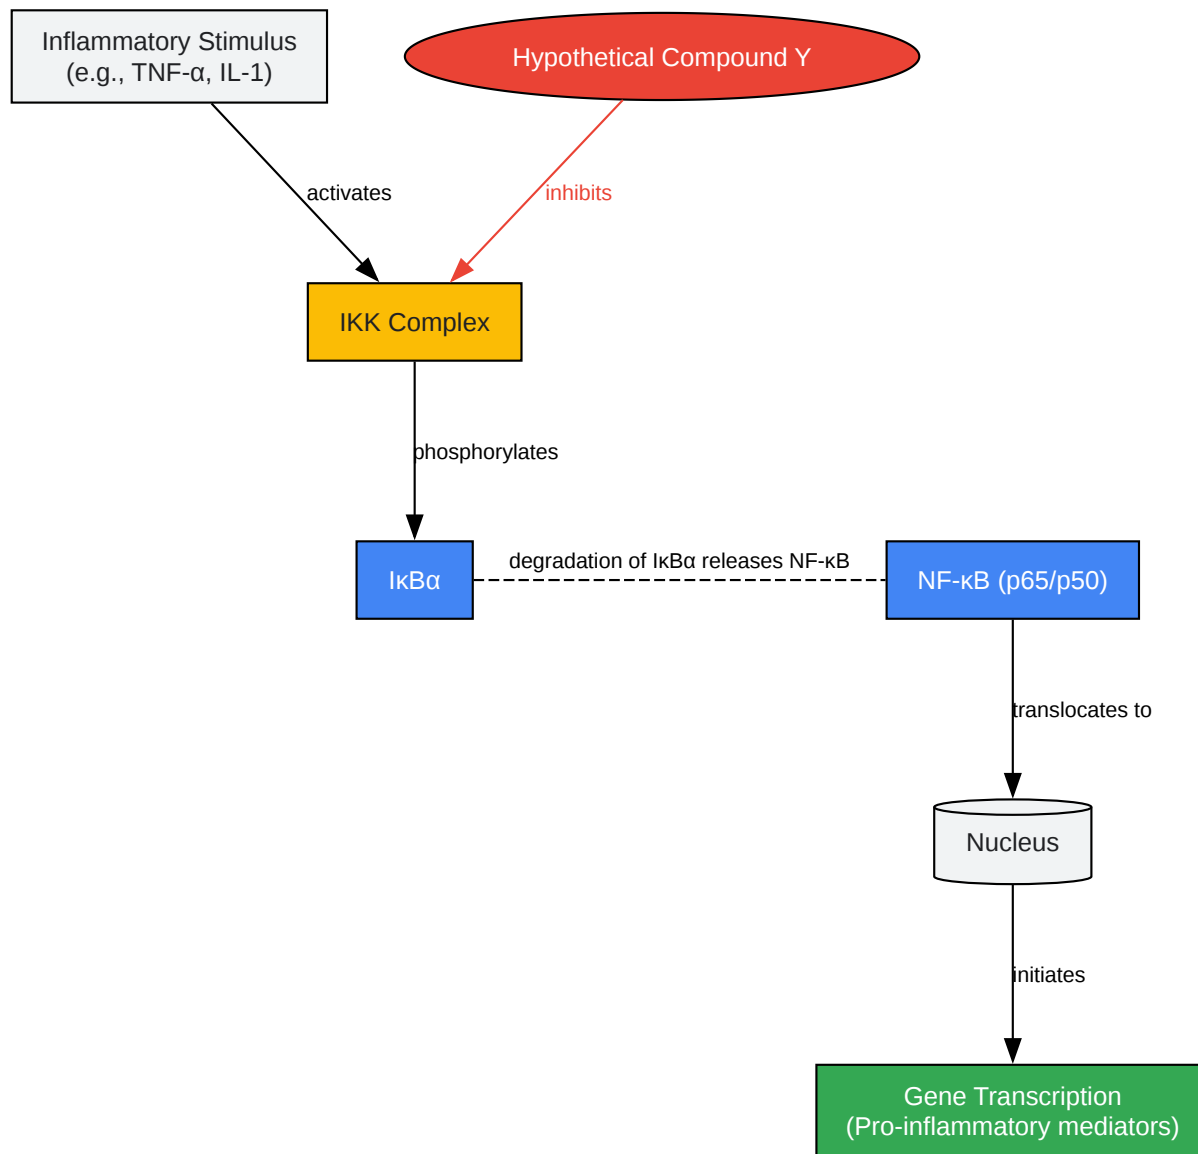 Inflammatory Stimulus
(e.g., TNF-α, IL-1)
Hypothetical Compound Y
activates
inhibits
IKK Complex
phosphorylates
IκBα
degradation of IκBα releases NF-κB
NF-κB (p65/p50)
translocates to
Nucleus
initiates
Gene Transcription
(Pro-inflammatory mediators)